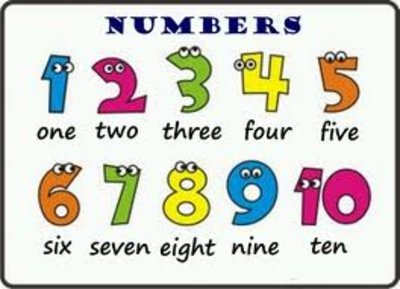 NUMBERS
1 2 3 4 5
one two three four five
6 7 8 9 10
six seven eight nine ten